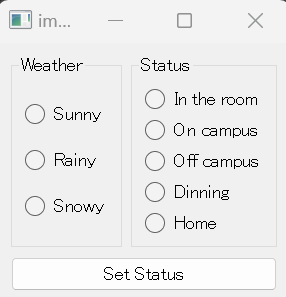 im...
Weather
Sunny
Rainy
Snowy
Status
In the room
On campus
Off campus
Dinning
Home
Set Status